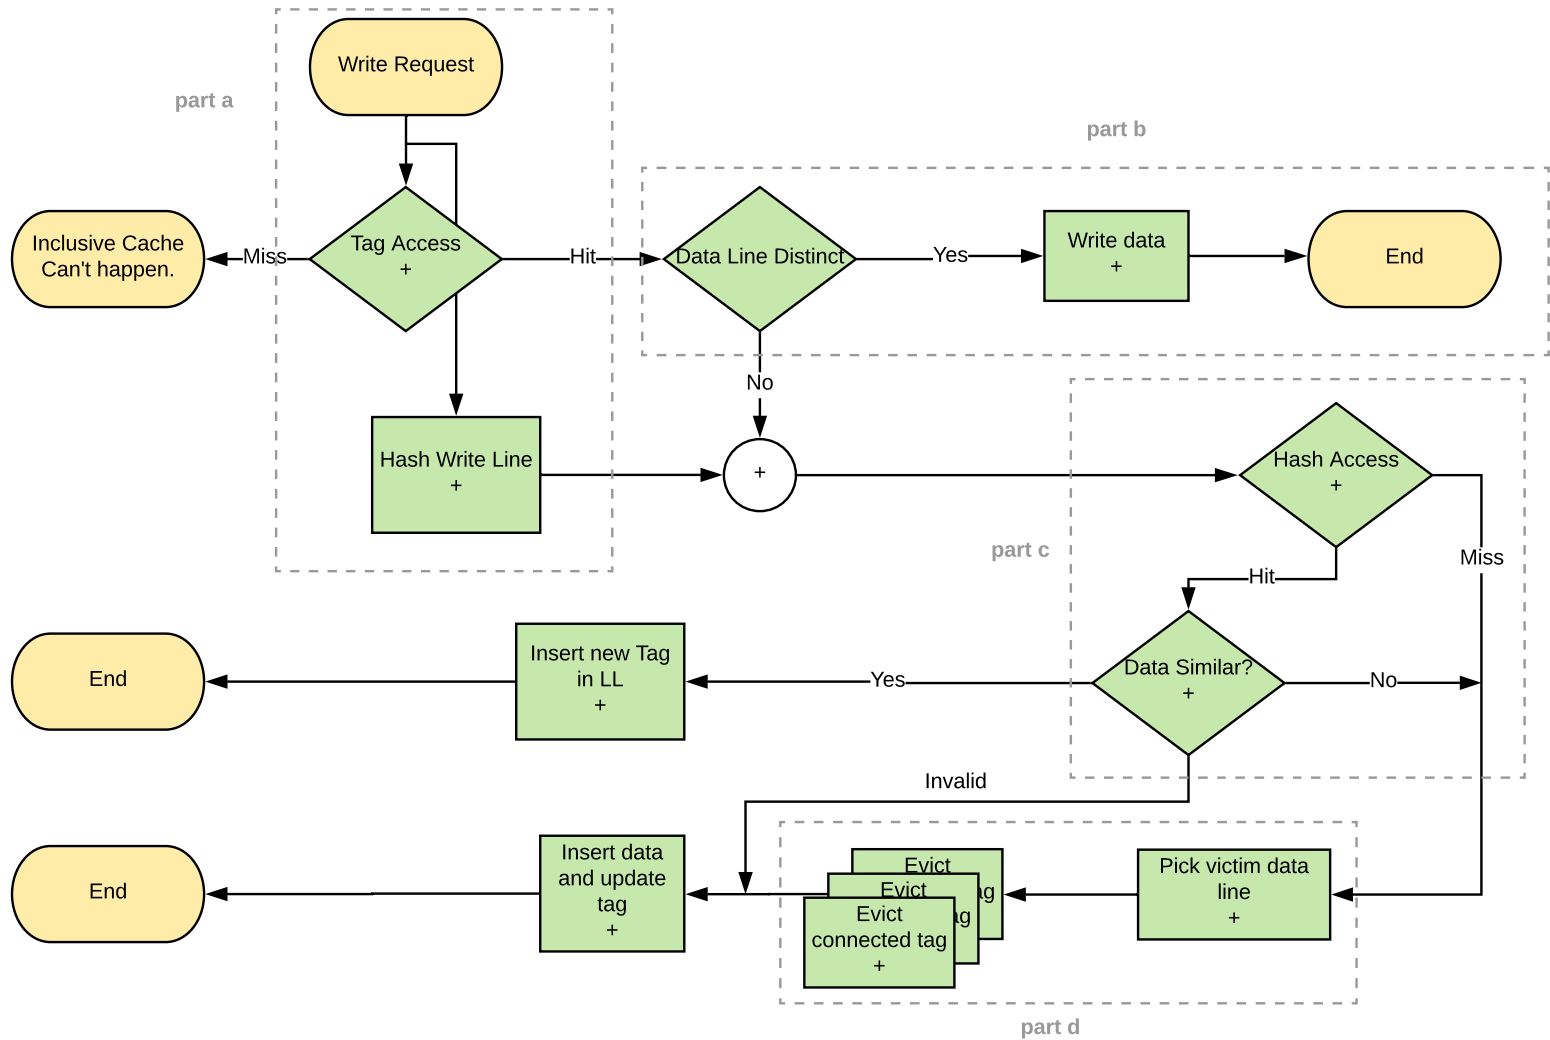 Write Request
part a
part b
Inclusive Cache
Can't happen.
Miss
Tag Access
+
Hit
Data Line Distinct
Yes
Write data
+
End
No
Hash Write Line
+
+
Hash Access
+
part c
Miss
Hit
End
Insert new Tag
in LL
+
Yes
Data Similar?
+
No
Invalid
End
Insert data
and update
tag
+
Evict
ag
Evict
ag
Evict
connected tag
+
Pick victim data
line
+
part d